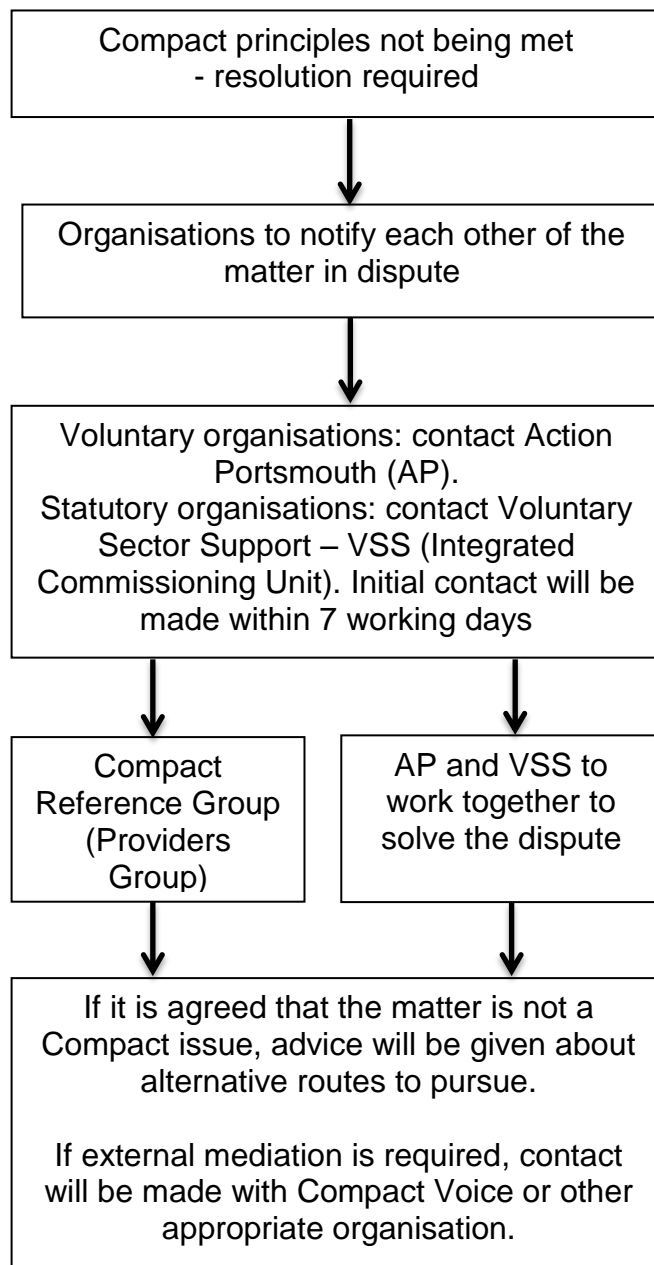 Compact principles not being met
- resolution required
Organisations to notify each other of the
matter in dispute
Voluntary organisations: contact Action
Portsmouth (AP).
Statutory organisations: contact Voluntary
Sector Support – VSS (Integrated
Commissioning Unit). Initial contact will be
made within 7 working days
Compact
Reference Group
(Providers
Group)
AP and VSS to
work together to
solve the dispute
If it is agreed that the matter is not a
Compact issue, advice will be given about
alternative routes to pursue.
If external mediation is required, contact
will be made with Compact Voice or other
appropriate organisation.